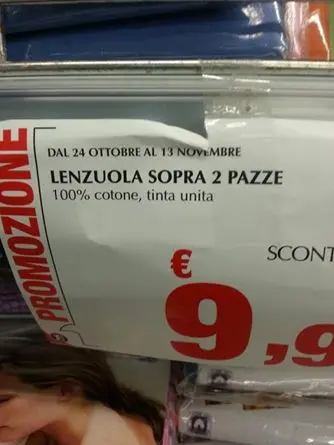 PROMOZIONE
DAL 24 OTTOBRE AL 13 NOVEMBRE
LENZUOLA SOPRA 2 PAZZE
100% cotone, tinta unita
SCONT
€
9,9